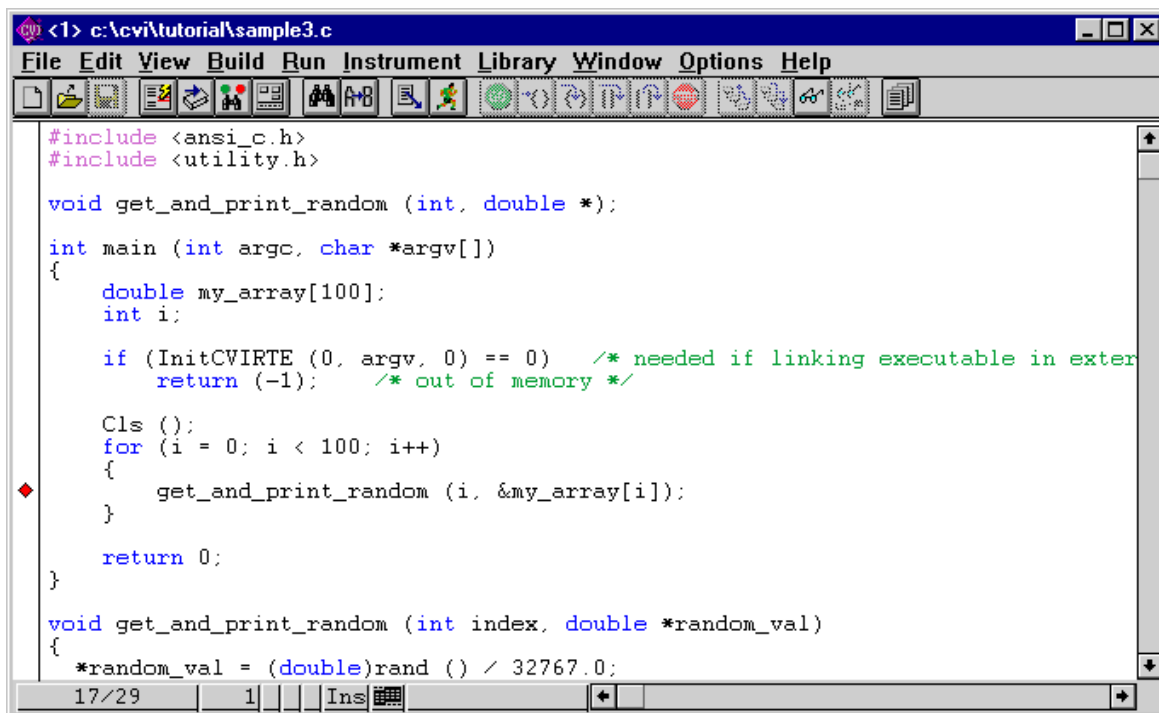 <1> c:\cvi\tutorial\sample3.c
File Edit View Build Run Instrument Library Window Options Help
#include <ansi_c.h>
#include <utility.h>
void get_and_print_random (int, double *);
int main (int argc, char *argv[])
{
    double my_array[100];
    int i;
    if (InitCVIRTE (0, argv, 0) == 0)   /* needed if linking executable in exter
        return (-1);     /* out of memory */
    Cls ();
    for (i = 0; i < 100; i++)
    {
        get_and_print_random (i, &my_array[i]);
    }
    return 0;
}
void get_and_print_random (int index, double *random_val)
{
  *random_val = (double)rand () / 32767.0;
17/29 1 Ins